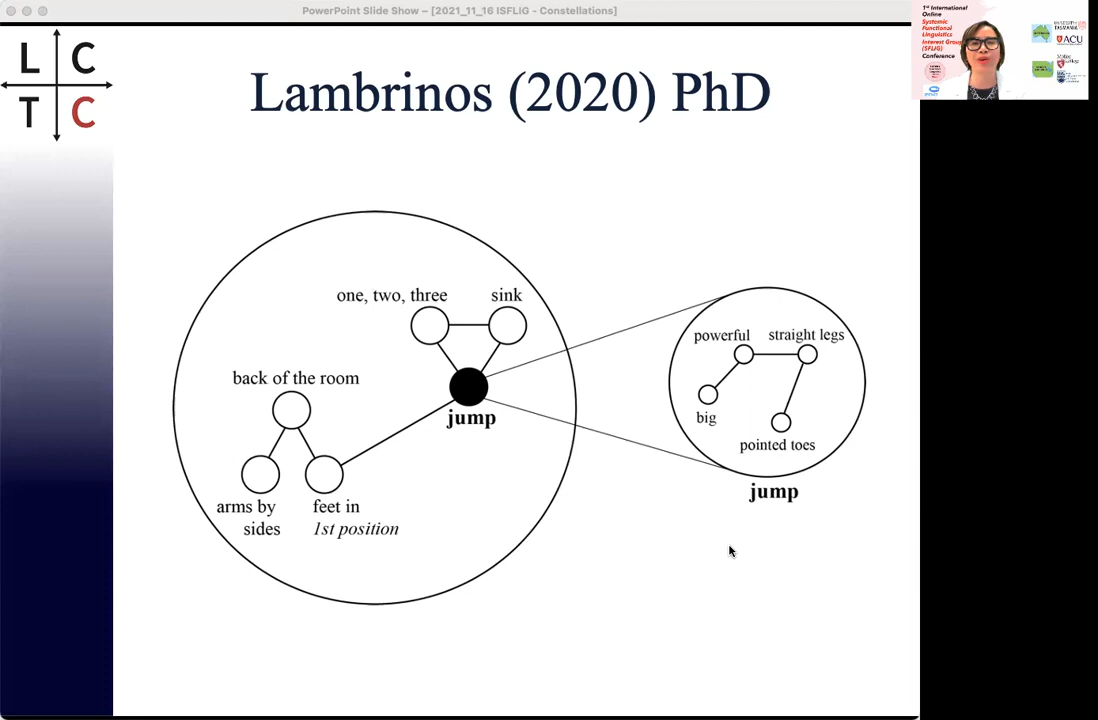 PowerPoint Slide Show – [2021_11_16 ISFLiG - Constellations]
L C
T C
Lambrinos (2020) PhD
one, two, three
sink
back of the room
jump
arms by
sides
feet in
1st position
powerful
straight legs
big
pointed toes
jump
1st International
Online
Systemic
Functional
Linguistics
Interest Group
(SFLIG)
Conference
TASMANIA
ACU